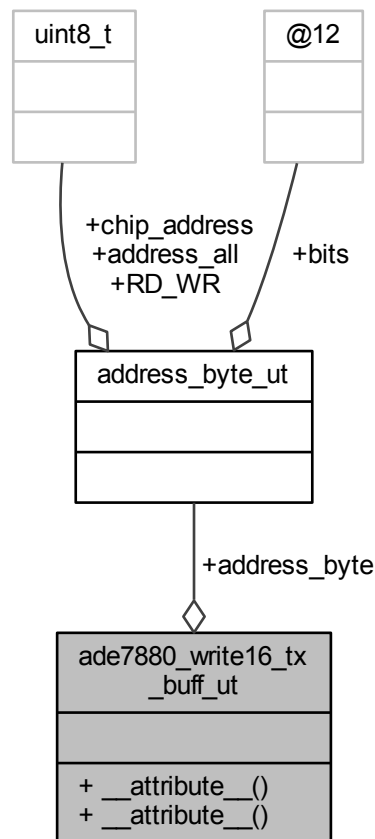 uint8_t
@12
+chip_address
+address_all
+RD_WR
+bits
address_byte_ut
+address_byte
ade7880_write16_tx
_buff_ut
+ __attribute__()
+ __attribute__()